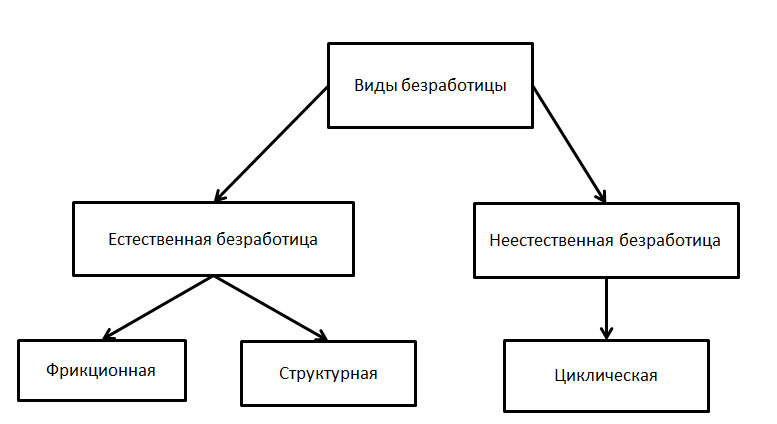 Виды безработицы
Естественная безработица
Неестественная безработица
Фрикционная
Структурная
Циклическая